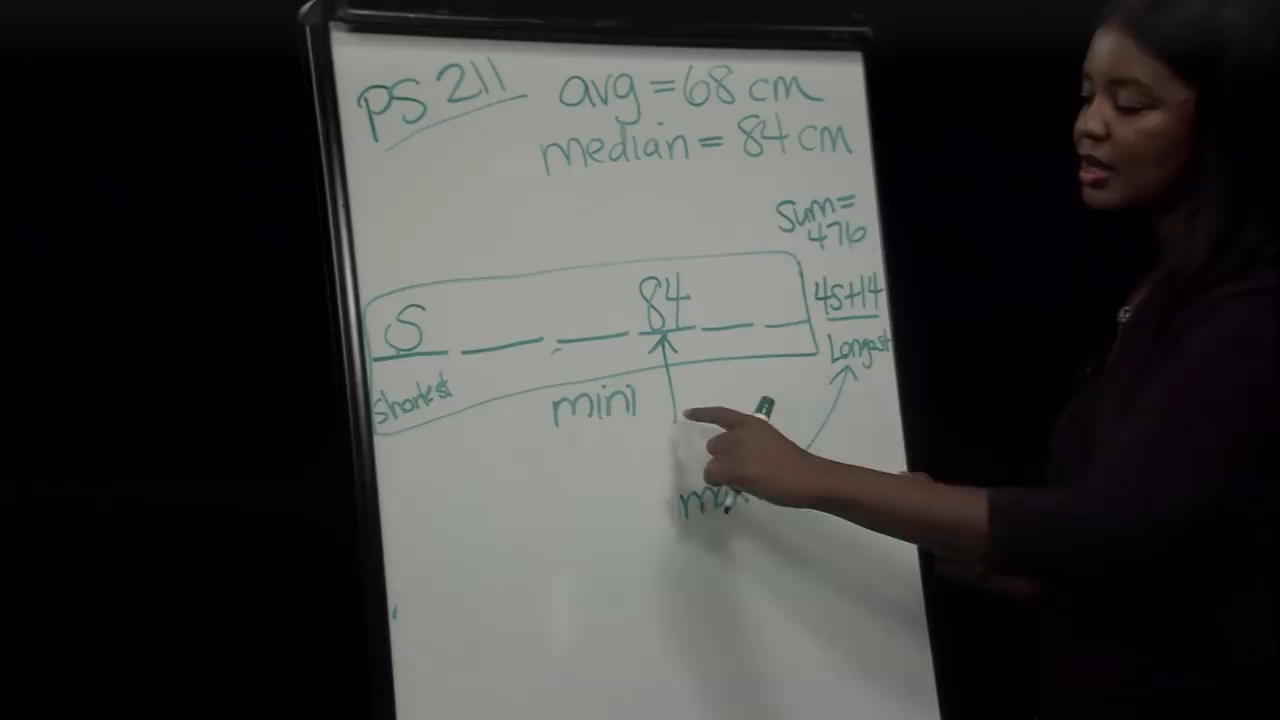 PS 211
avg = 68 cm
median = 84 cm
Sum =
476
S
84
4S+14
shortest
Longest
mini